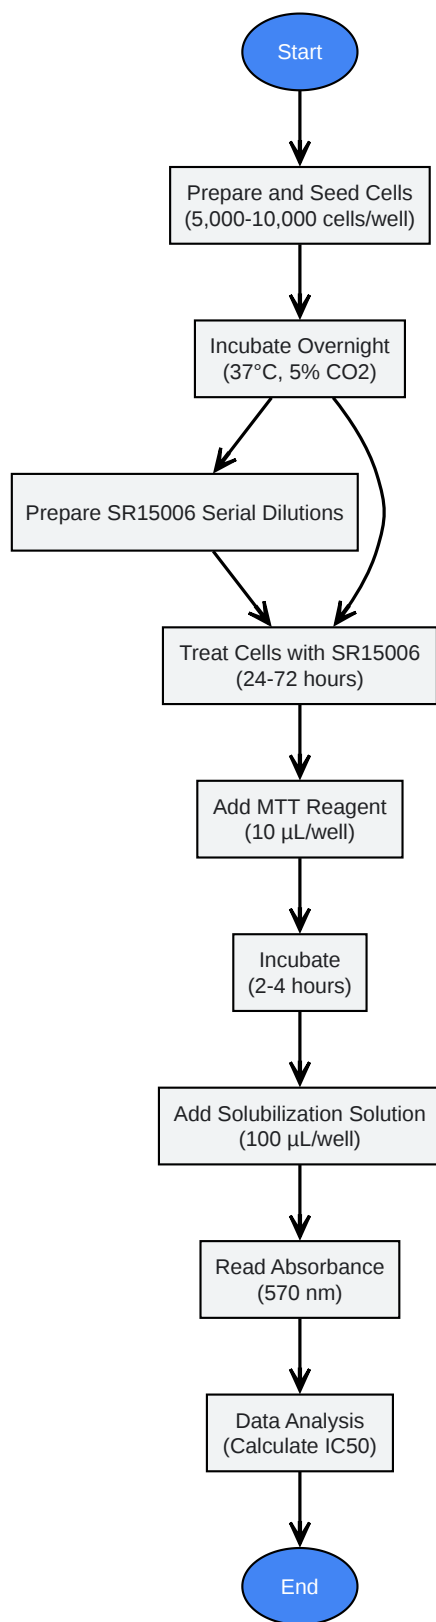 Start
Prepare and Seed Cells
(5,000-10,000 cells/well)
Incubate Overnight
(37°C, 5% CO2)
Prepare SR15006 Serial Dilutions
Treat Cells with SR15006
(24-72 hours)
Add MTT Reagent
(10 µL/well)
Incubate
(2-4 hours)
Add Solubilization Solution
(100 µL/well)
Read Absorbance
(570 nm)
Data Analysis
(Calculate IC50)
End